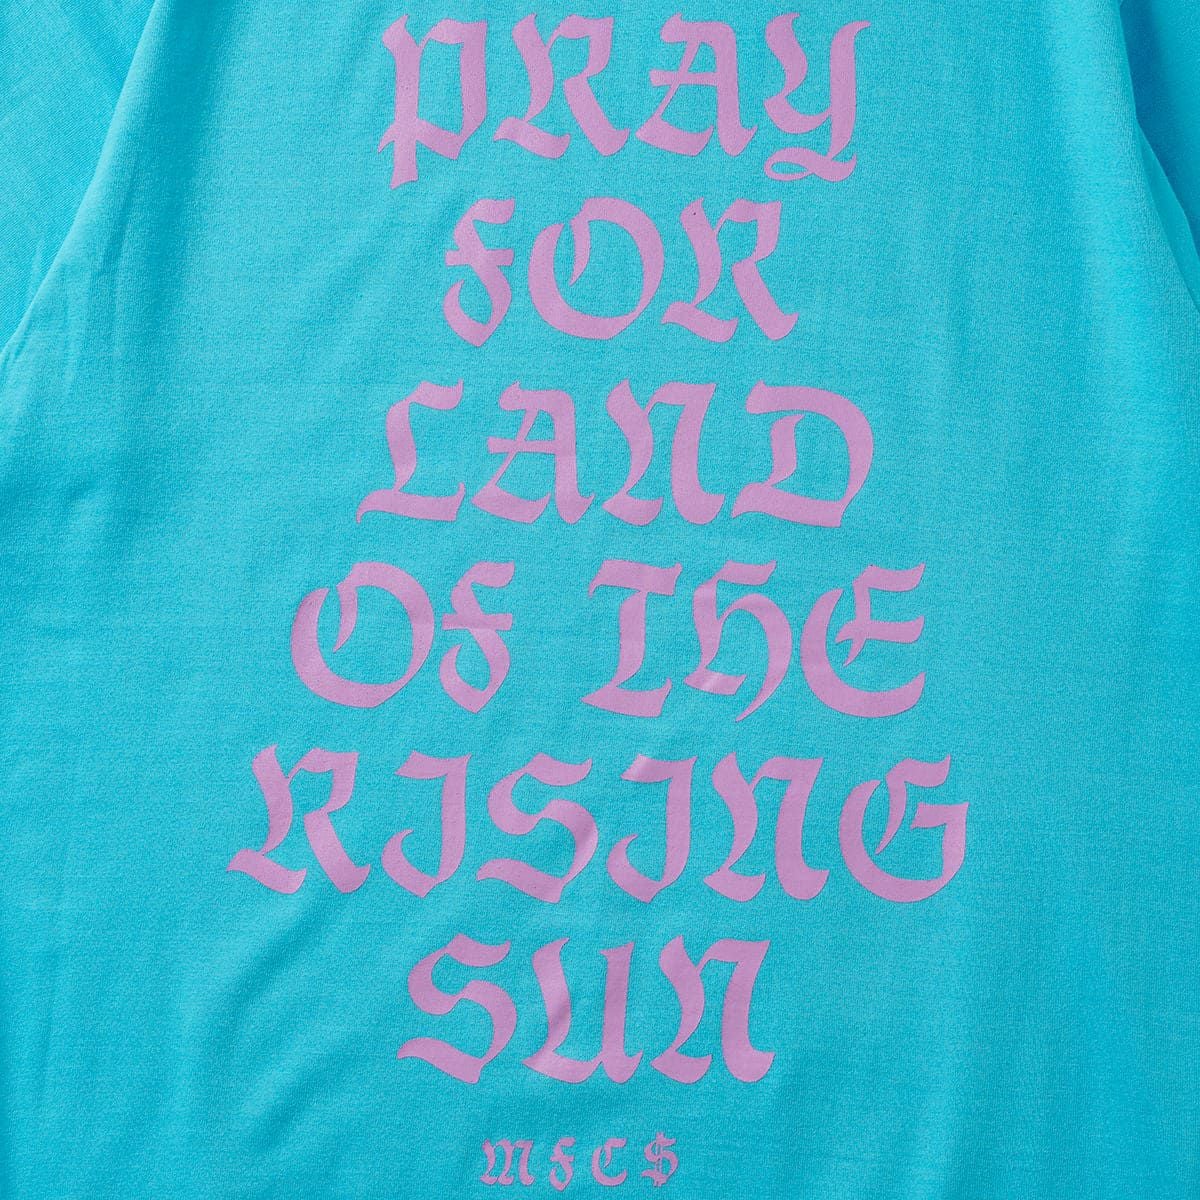 PRAY
FOR
LAND
OF THE
RISING
SUN
MFC$